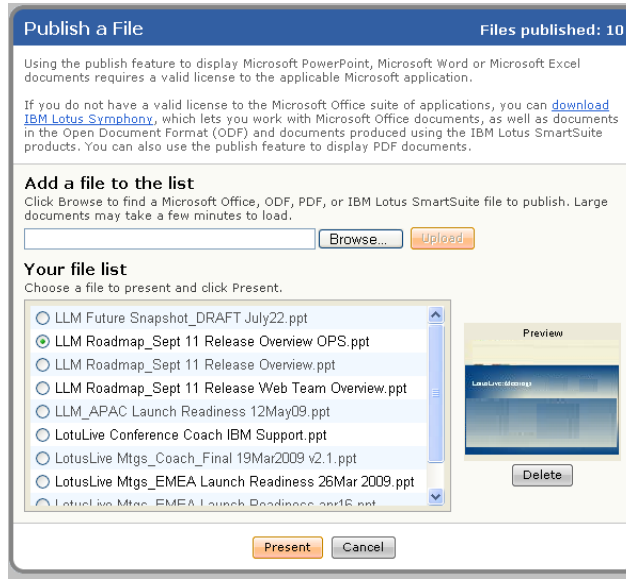 Publish a File
Files published: 10
Using the publish feature to display Microsoft PowerPoint, Microsoft Word or Microsoft Excel
documents requires a valid license to the applicable Microsoft application.
If you do not have a valid license to the Microsoft Office suite of applications, you can download
IBM Lotus Symphony, which lets you work with Microsoft Office documents, as well as documents
in the Open Document Format (ODF) and documents produced using the IBM Lotus SmartSuite
products. You can also use the publish feature to display PDF documents.
Add a file to the list
Click Browse to find a Microsoft Office, ODF, PDF, or IBM Lotus SmartSuite file to publish. Large
documents may take a few minutes to load.
Browse... Upload
Your file list
Choose a file to present and click Present.
LLM Future Snapshot_DRAFT July22.ppt
LLM Roadmap_Sept 11 Release Overview OPS.ppt
LLM Roadmap_Sept 11 Release Overview.ppt
LLM Roadmap_Sept 11 Release Web Team Overview.ppt
LLM_APAC Launch Readiness 12May09.ppt
LotuLive Conference Coach IBM Support.ppt
LotusLive Mtgs_Coach_Final 19Mar2009 v2.1.ppt
LotusLive Mtgs_EMEA Launch Readiness 26Mar 2009.ppt
LotusLive Mtgs_EMEA Launch Readiness apr16.ppt
Preview
LotusLive Meetings
Delete
Present Cancel